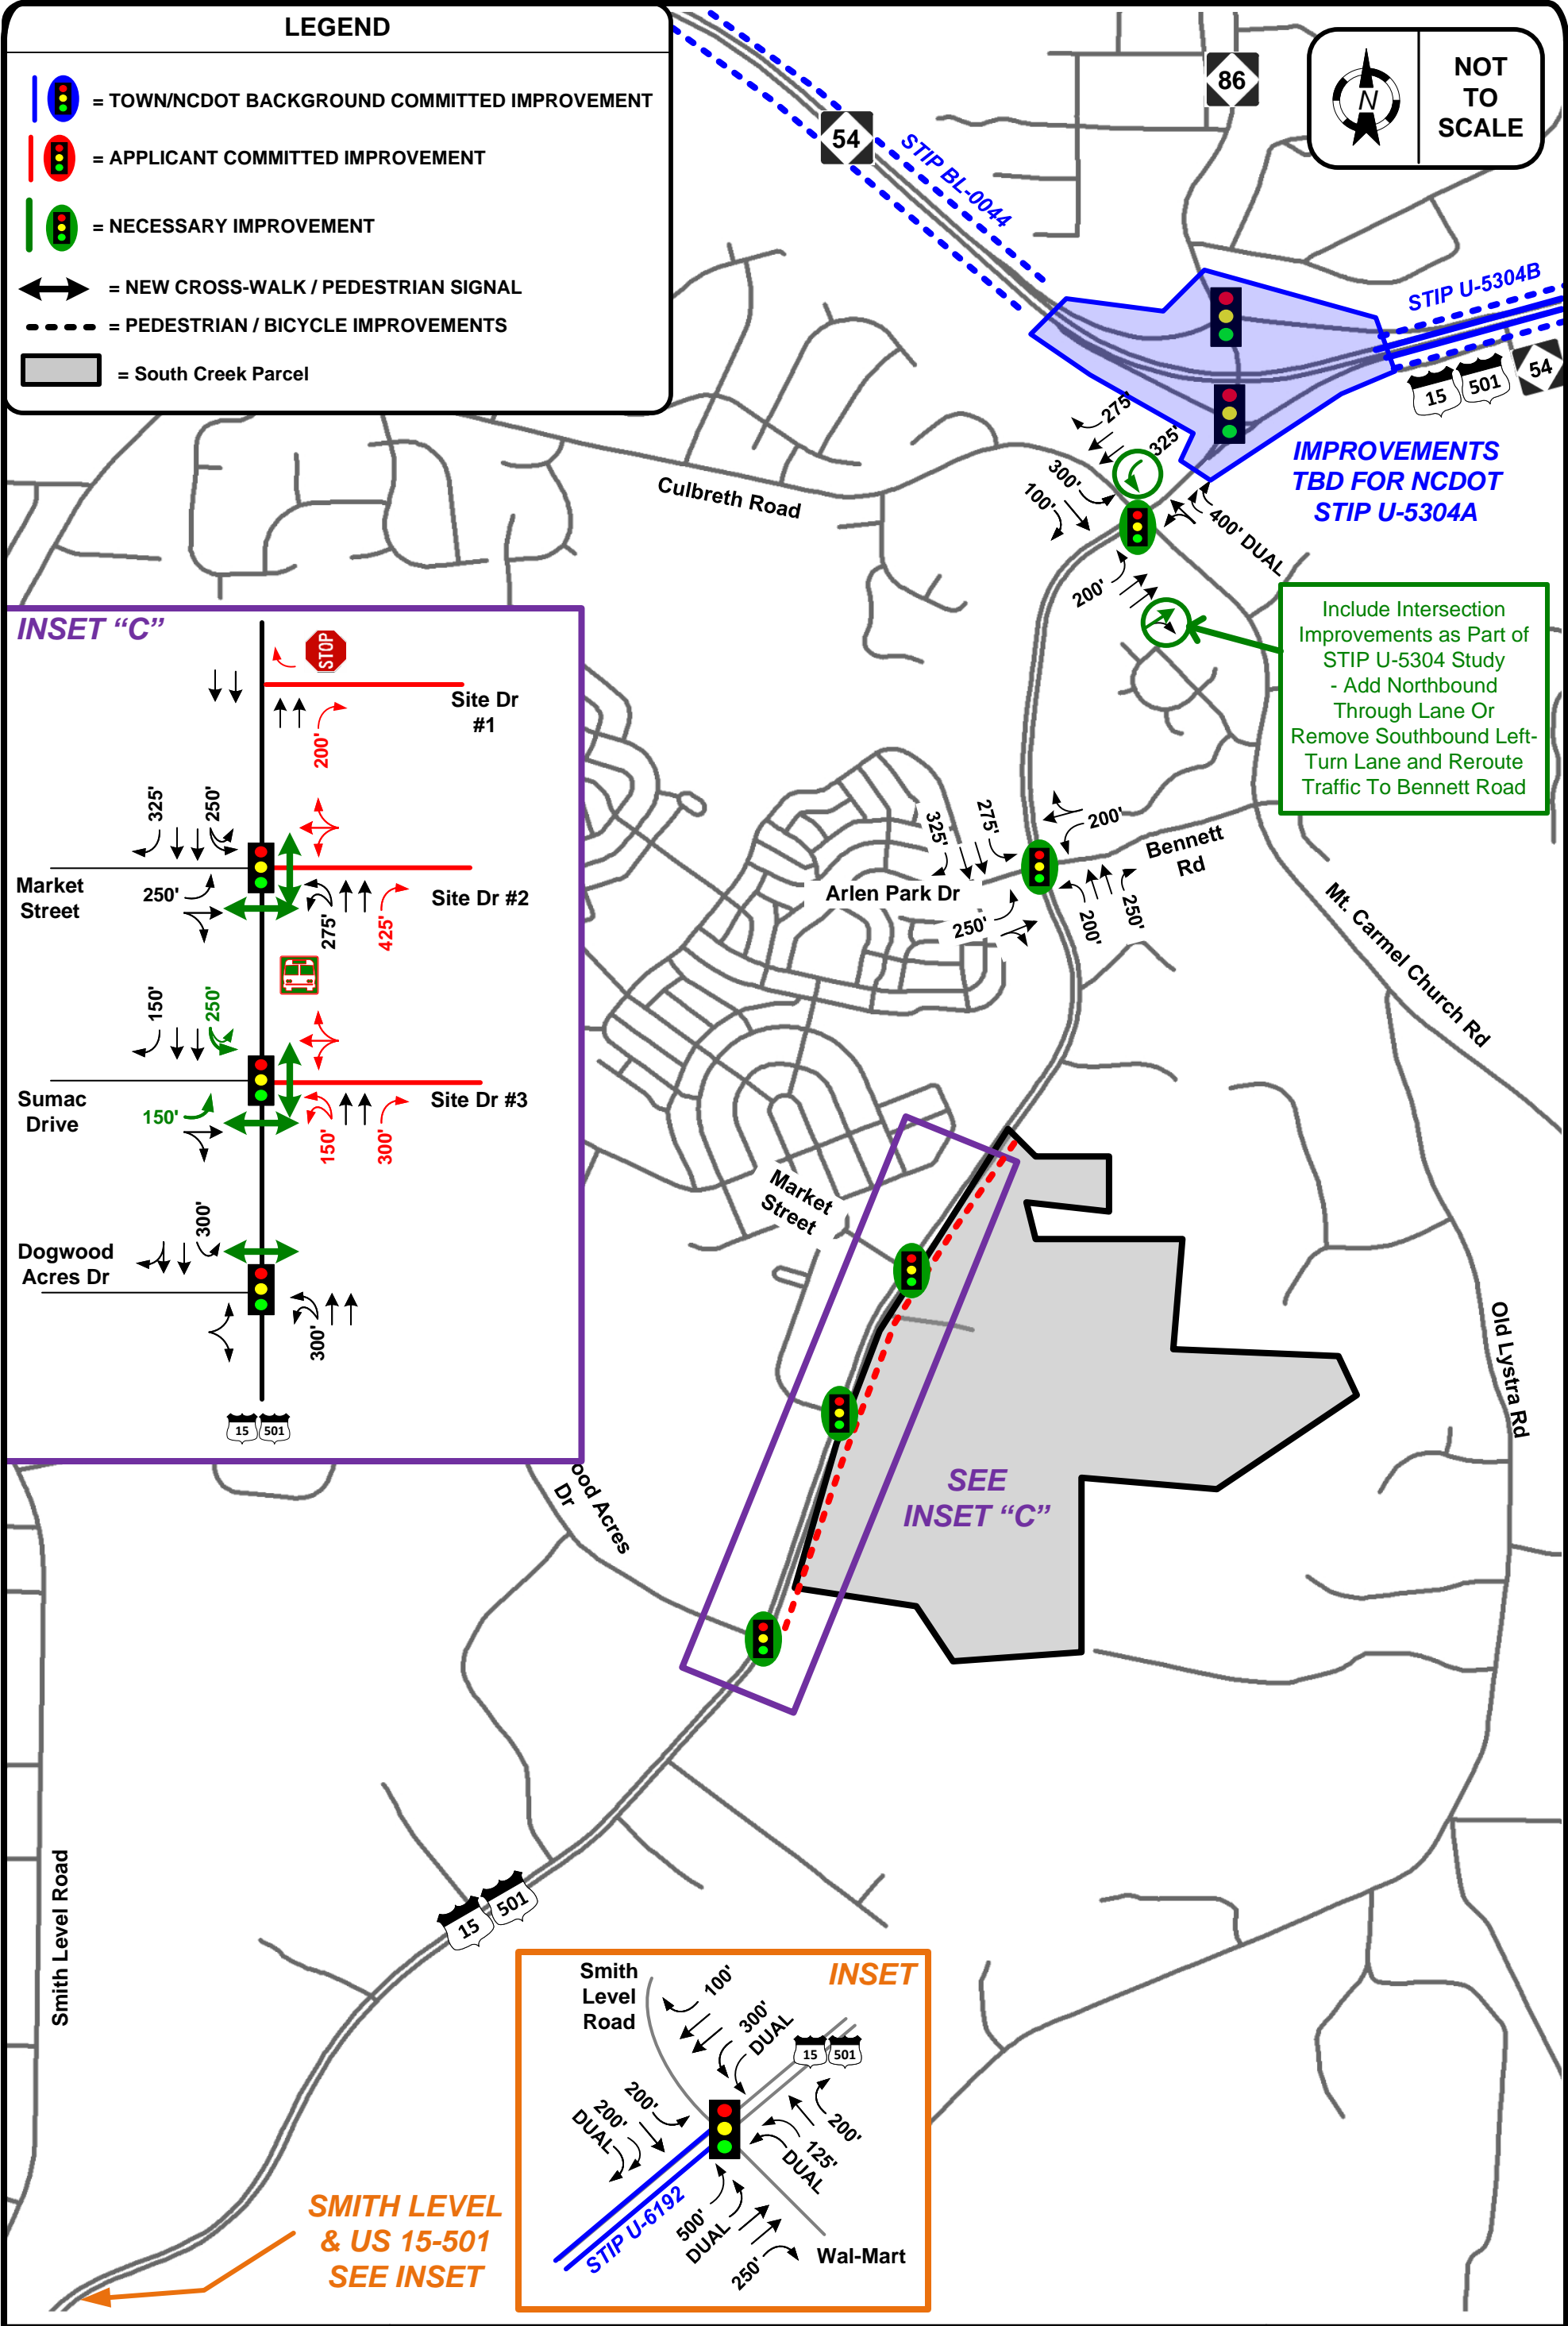 LEGEND
= TOWN/NCDOT BACKGROUND COMMITTED IMPROVEMENT
= APPLICANT COMMITTED IMPROVEMENT
= NECESSARY IMPROVEMENT
= NEW CROSS-WALK / PEDESTRIAN SIGNAL
= PEDESTRIAN / BICYCLE IMPROVEMENTS
= South Creek Parcel
N
NOT
TO
SCALE
86
54
STIP BL-0044
STIP U-5304B
15
501
54
IMPROVEMENTS
TBD FOR NCDOT
STIP U-5304A
Culbreth Road
275'
325'
300'
100'
400' DUAL
200'
Include Intersection
Improvements as Part of
STIP U-5304 Study
- Add Northbound
Through Lane Or
Remove Southbound Left-
Turn Lane and Reroute
Traffic To Bennett Road
325'
275'
200'
Bennett
Rd
Arlen Park Dr
250'
200'
250'
Mt. Carmel Church Rd
Old Lystra Rd
Market
Street
SEE
INSET “C”
ood Acres
Dr
INSET “C”
STOP
Site Dr
#1
200'
325'
250'
Market
Street
250'
Site Dr #2
275'
425'
150'
250'
Sumac
Drive
150'
Site Dr #3
150'
300'
300'
Dogwood
Acres Dr
300'
15
501
15
501
Smith Level Road
SMITH LEVEL
& US 15-501
SEE INSET
INSET
Smith
Level
Road
100'
300'
DUAL
15
501
200'
200'
DUAL
200'
125'
DUAL
STIP U-6192
500'
DUAL
250'
Wal-Mart